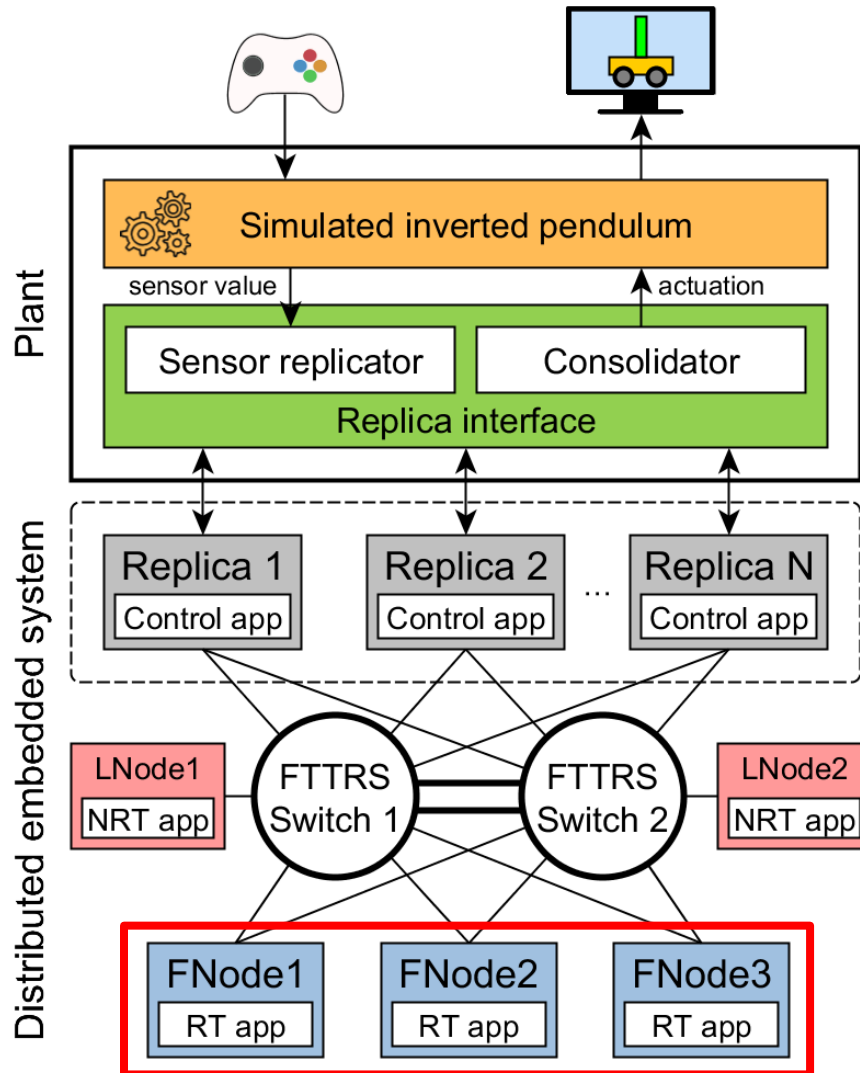 Plant
Simulated inverted pendulum
sensor value
actuation
Sensor replicator
Consolidator
Replica interface
Distributed embedded system
Replica 1
Control app
Replica 2
Control app
...
Replica N
Control app
LNode1
NRT app
FTTRS
Switch 1
FTTRS
Switch 2
LNode2
NRT app
FNode1
RT app
FNode2
RT app
FNode3
RT app